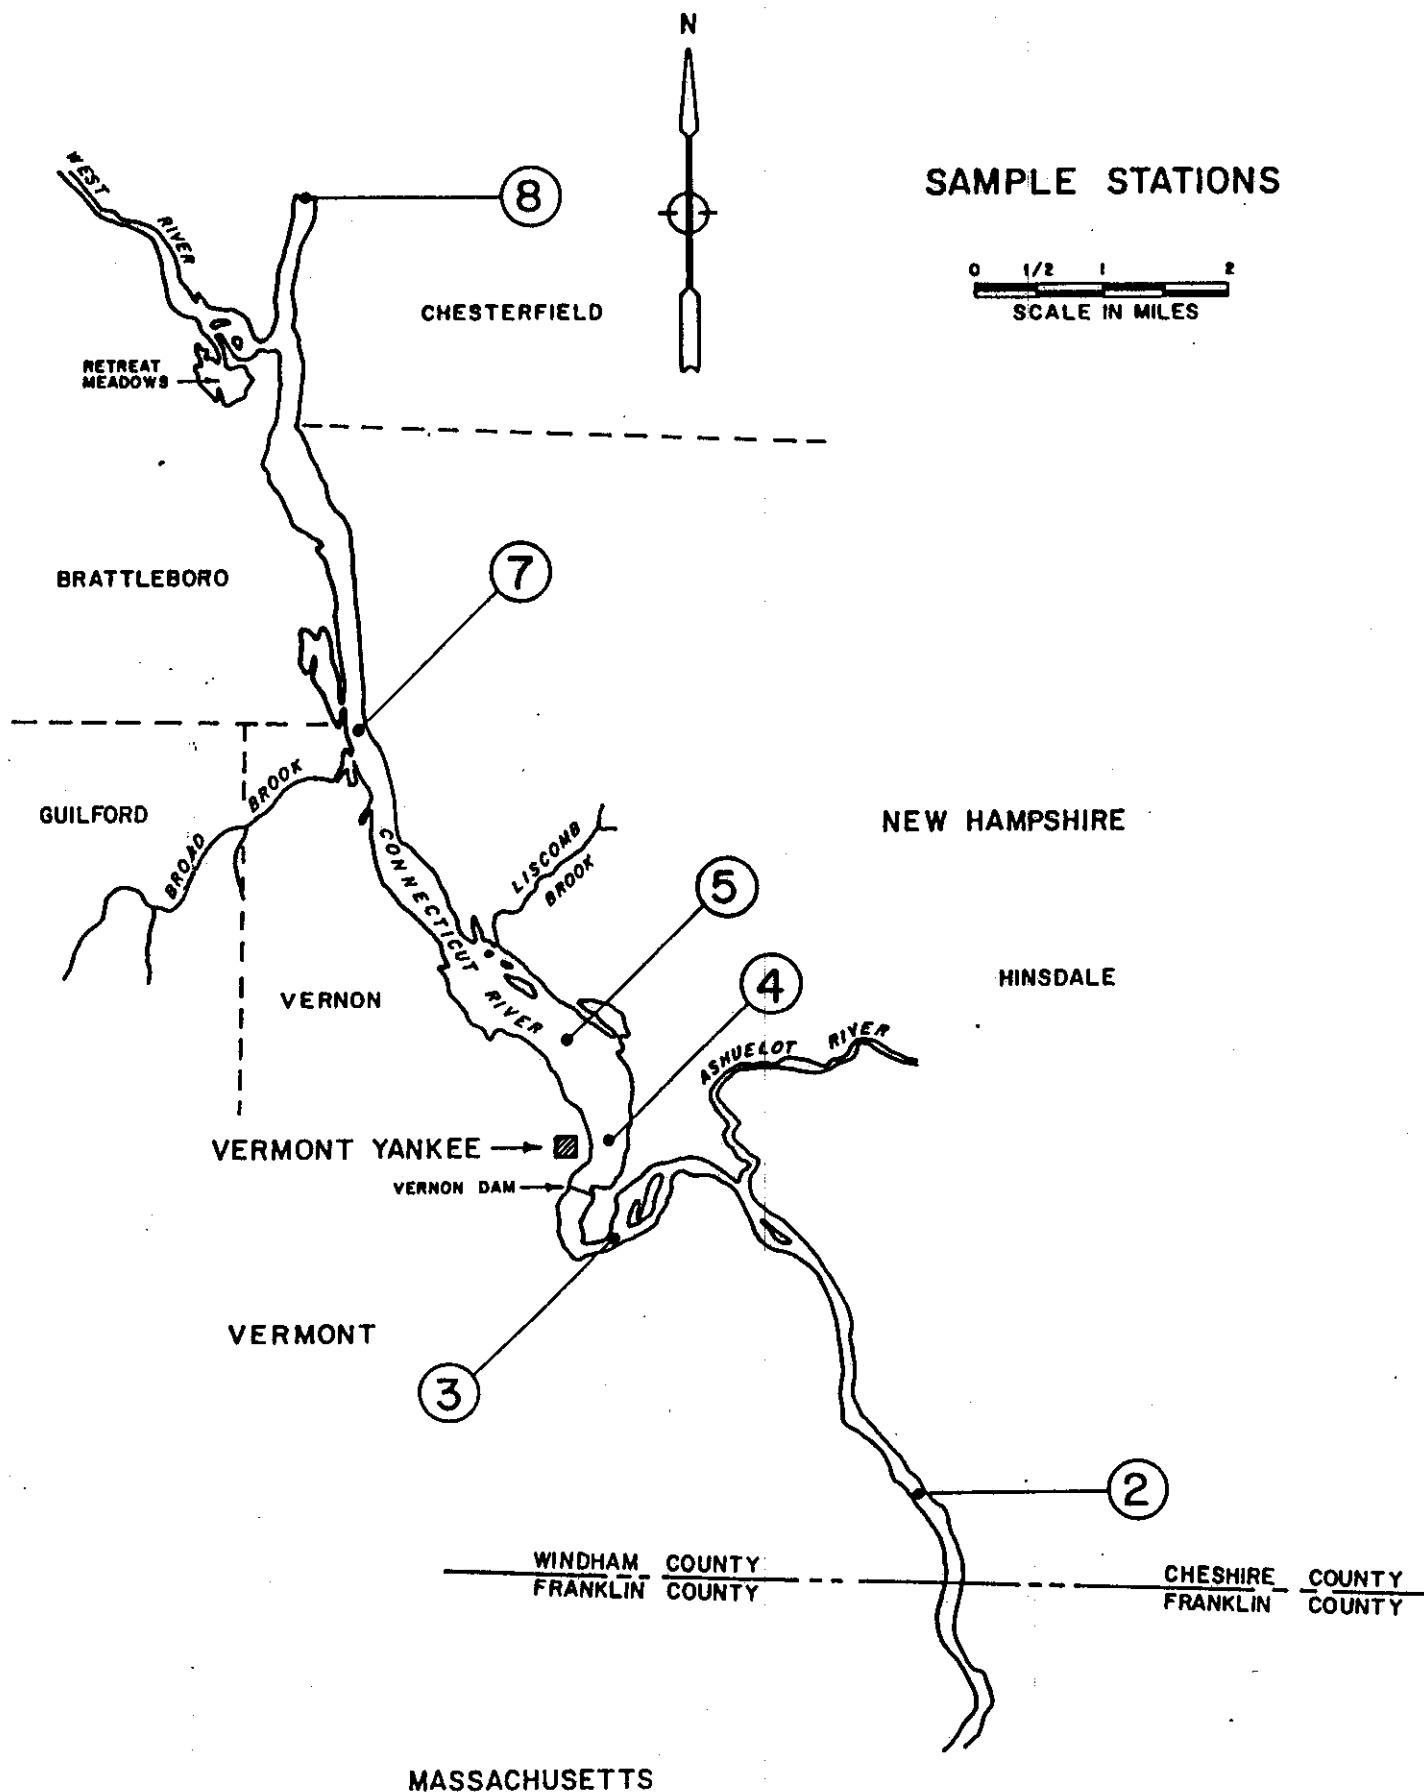 N
WEST RIVER
8
SAMPLE STATIONS
0 1/2 1 2
SCALE IN MILES
CHESTERFIELD
RETREAT
MEADOWS
7
BRATTLEBORO
BROAD BROOK
GUILFORD
CONNECTICUT RIVER
LISCOMB
BROOK
NEW HAMPSHIRE
5
4
HINSDALE
VERNON
ASHUELOT RIVER
VERMONT YANKEE
VERNON DAM
VERMONT
3
2
WINDHAM COUNTY
FRANKLIN COUNTY
CHESHIRE COUNTY
FRANKLIN COUNTY
MASSACHUSETTS